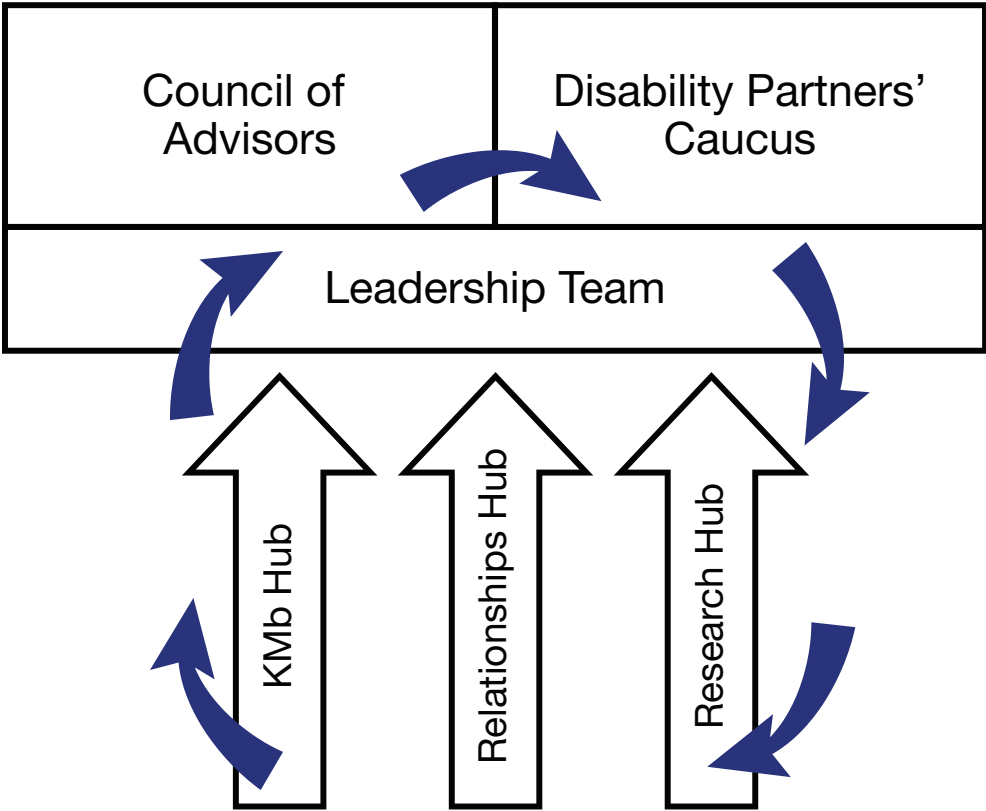 Council of
Advisors
Disability Partners’
Caucus
Leadership Team
KMb Hub
Relationships Hub
Research Hub